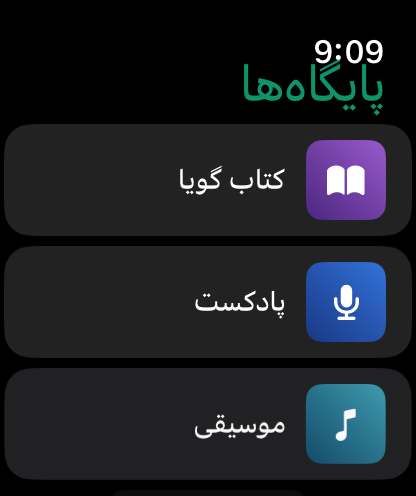 9:09
پایگاه‌ها
کتاب گویا
پادکست
موسیقی